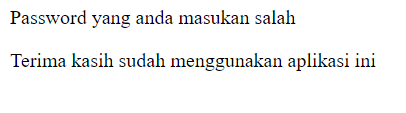 Password yang anda masukan salah
Terima kasih sudah menggunakan aplikasi ini